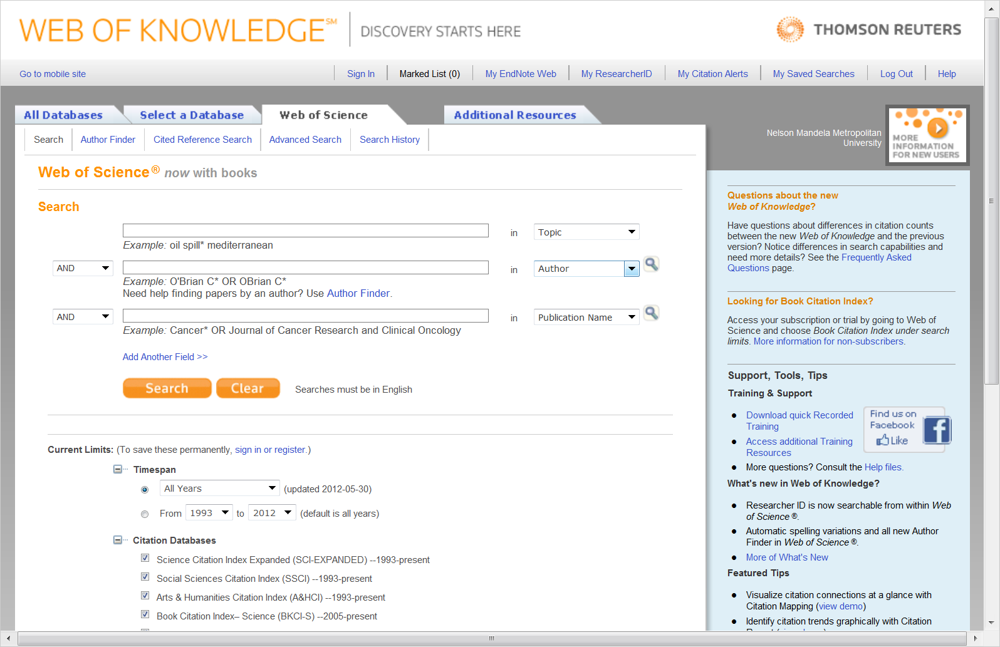 WEB OF KNOWLEDGE℠ DISCOVERY STARTS HERE
THOMSON REUTERS
Go to mobile site
Sign In Marked List (0) My EndNote Web My ResearcherID My Citation Alerts My Saved Searches Log Out Help
All Databases Select a Database Web of Science Additional Resources
Search Author Finder Cited Reference Search Advanced Search Search History
Nelson Mandela Metropolitan
University
MORE
INFORMATION
FOR NEW USERS
Web of Science® now with books
Search
in Topic
Example: oil spill* mediterranean
AND in Author
Example: O'Brian C* OR OBrian C*
Need help finding papers by an author? Use Author Finder.
AND in Publication Name
Example: Cancer* OR Journal of Cancer Research and Clinical Oncology
Add Another Field >>
Search Clear Searches must be in English
Current Limits: (To save these permanently, sign in or register.)
Timespan
All Years (updated 2012-05-30)
From 1993 to 2012 (default is all years)
Citation Databases
Science Citation Index Expanded (SCI-EXPANDED) --1993-present
Social Sciences Citation Index (SSCI) --1993-present
Arts & Humanities Citation Index (A&HCI) --1993-present
Book Citation Index– Science (BKCI-S) --2005-present
Questions about the new
Web of Knowledge?
Have questions about differences in citation counts
between the new Web of Knowledge and the previous
version? Notice differences in search capabilities and
need more details? See the Frequently Asked
Questions page.
Looking for Book Citation Index?
Access your subscription or trial by going to Web of
Science and choose Book Citation Index under search
limits. More information for non-subscribers.
Support, Tools, Tips
Training & Support
Download quick Recorded
Training
Access additional Training
Resources
Find us on
Facebook
Like
More questions? Consult the Help files.
What's new in Web of Knowledge?
Researcher ID is now searchable from within Web
of Science ®.
Automatic spelling variations and all new Author
Finder in Web of Science ®.
More of What's New
Featured Tips
Visualize citation connections at a glance with
Citation Mapping (view demo)
Identify citation trends graphically with Citation